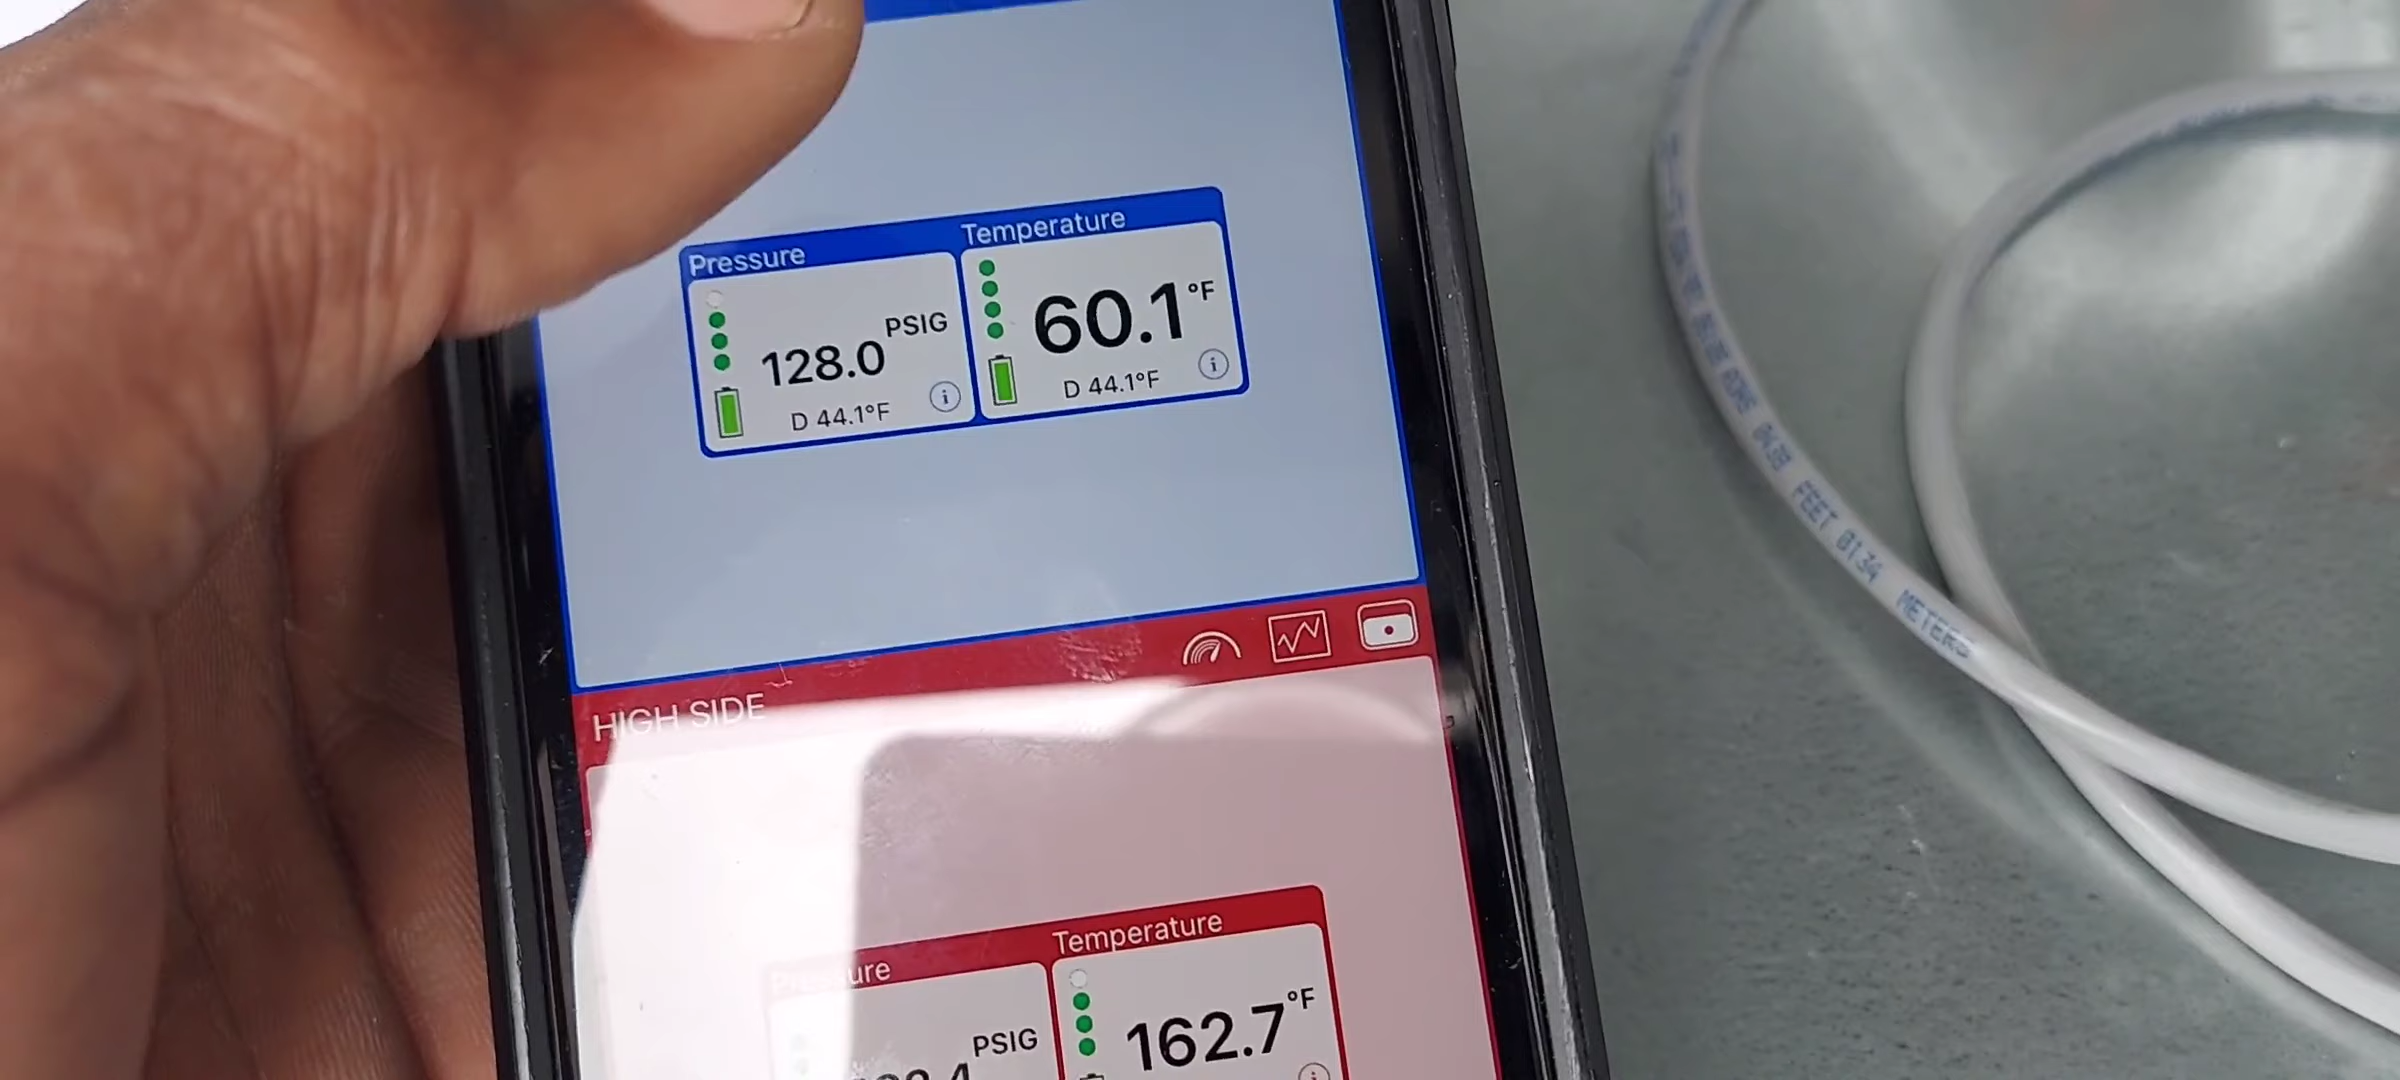 Pressure
128.0 PSIG
D 44.1°F
Temperature
60.1 °F
D 44.1°F
HIGH SIDE
PSIG
Temperature
162.7 °F
FEET 0134 METERS